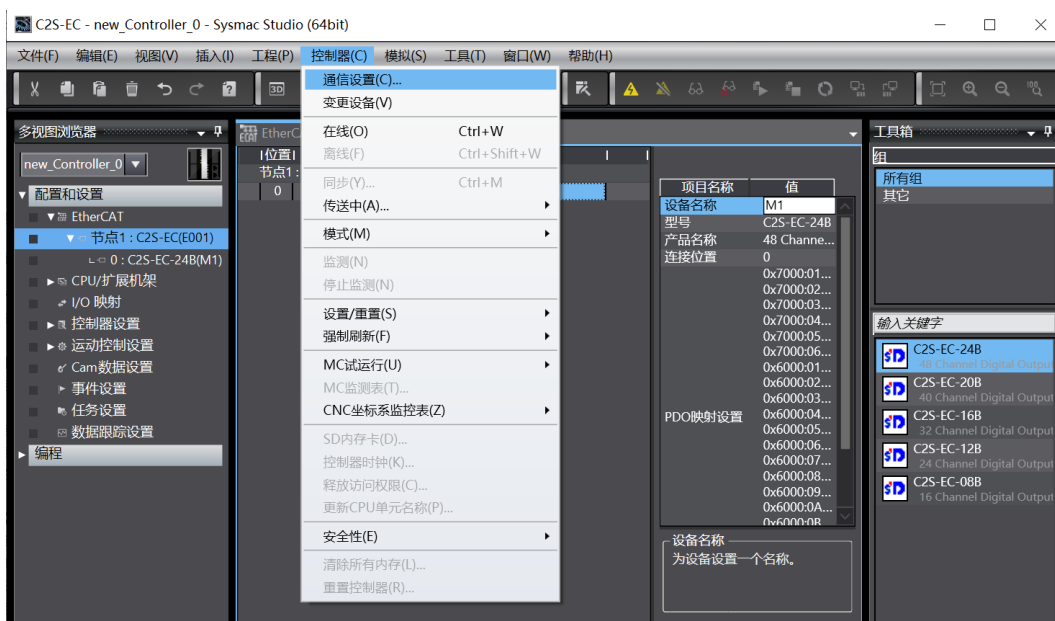 C2S-EC - new_Controller_0 - Sysmac Studio (64bit)
文件(F) 编辑(E) 视图(V) 插入(I) 工程(P) 控制器(C) 模拟(S) 工具(T) 窗口(W) 帮助(H)
3D
多视图浏览器
new_Controller_0
配置和设置
EtherCAT
节点1 : C2S-EC(E001)
0 : C2S-EC-24B(M1)
CPU/扩展机架
I/O 映射
控制器设置
运动控制设置
Cam数据设置
事件设置
任务设置
数据跟踪设置
编程
EtherC
位置
节点1 :
0
通信设置(C)...
变更设备(V)
在线(O) Ctrl+W
离线(F) Ctrl+Shift+W
同步(Y)... Ctrl+M
传送中(A)...
模式(M)
监测(N)
停止监测(N)
设置/重置(S)
强制刷新(F)
MC试运行(U)
MC监测表(T)...
CNC坐标系监控表(Z)
SD内存卡(D)...
控制器时钟(K)...
释放访问权限(C)...
更新CPU单元名称(P)...
安全性(E)
清除所有内存(L)...
重置控制器(R)...
项目名称 值
设备名称 M1
型号 C2S-EC-24B
产品名称 48 Channe...
连接位置 0
PDO映射设置
0x7000:01...
0x7000:02...
0x7000:03...
0x7000:04...
0x7000:05...
0x7000:06...
0x6000:01...
0x6000:02...
0x6000:03...
0x6000:04...
0x6000:05...
0x6000:06...
0x6000:07...
0x6000:08...
0x6000:09...
0x6000:0A...
0x6000:0B
设备名称
为设备设置一个名称。
工具箱
组
所有组
其它
输入关键字
C2S-EC-24B
48 Channel Digital Output
C2S-EC-20B
40 Channel Digital Output
C2S-EC-16B
32 Channel Digital Output
C2S-EC-12B
24 Channel Digital Output
C2S-EC-08B
16 Channel Digital Output